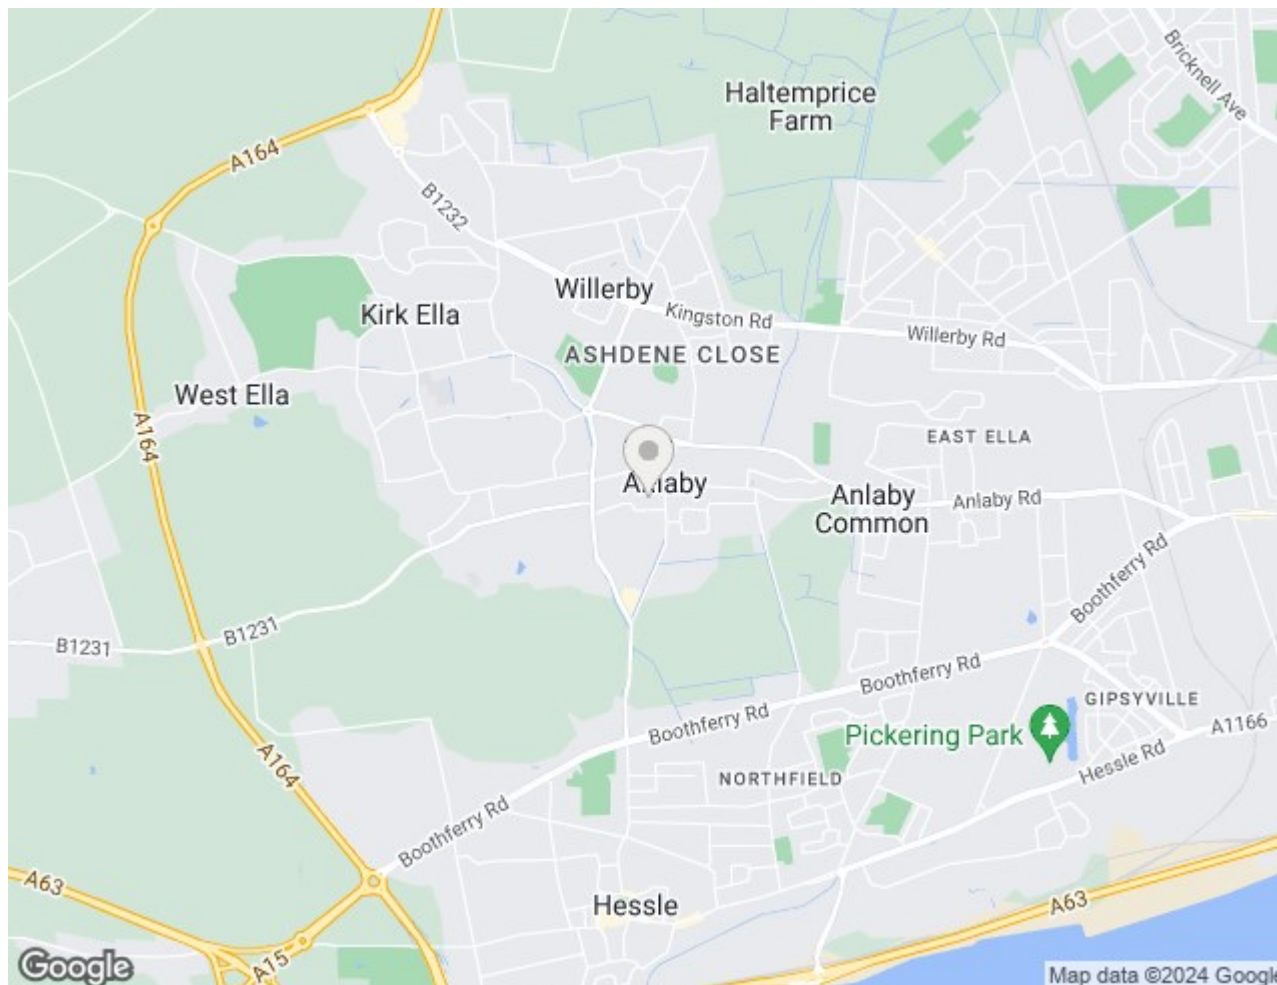 Haltemprice
Farm
Bricknell Ave
A164
B1232
Willerby
Kirk Ella
Kingston Rd
Willerby Rd
ASHDENE CLOSE
West Ella
A164
EAST ELLA
Anlaby
Anlaby
Common
Anlaby Rd
Boothferry Rd
B1231
B1231
Boothferry Rd
GIPSYVILLE
Boothferry Rd
Pickering Park
A1166
Hessle Rd
A164
NORTHFIELD
Boothferry Rd
A63
Hessle
A63
A15
Google
Map data ©2024 Google